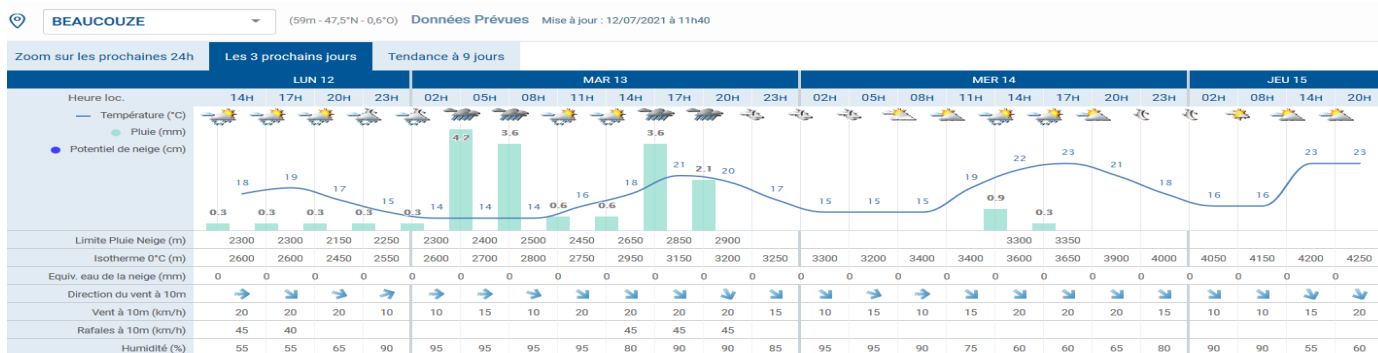 BEAUCOUZE (59m - 47,5°N - 0,6°O) Données Prévues Mise à jour : 12/07/2021 à 11h40
Zoom sur les prochaines 24h Les 3 prochains jours Tendance à 9 jours
LUN 12 MAR 13 MER 14 JEU 15
Heure loc. 14H 17H 20H 23H 02H 05H 08H 11H 14H 17H 20H 23H 02H 05H 08H 11H 14H 17H 20H 23H 02H 08H 14H 20H
Température (°C)
Pluie (mm)
Potentiel de neige (cm)
18 19 17 15 14 14 14 16 18 21 20 17 15 15 15 19 22 23 21 18 16 16 23 23
0.3 0.3 0.3 0.3 0.3 4.2 3.6 0.6 0.6 3.6 2.1 0.9 0.3
Limite Pluie Neige (m) 2300 2300 2150 2250 2300 2400 2500 2450 2650 2850 2900 3300 3350
Isotherme 0°C (m) 2600 2600 2450 2550 2600 2700 2800 2750 2950 3150 3200 3250 3300 3200 3400 3400 3600 3650 3900 4000 4050 4150 4200 4250
Equiv. eau de la neige (mm) 0 0 0 0 0 0 0 0 0 0 0 0 0 0 0 0 0 0 0 0 0 0 0 0
Direction du vent à 10m
Vent à 10m (km/h) 20 20 20 10 10 15 10 20 20 20 20 15 10 15 10 15 20 20 20 15 10 10 15 20
Rafales à 10m (km/h) 45 40 45 45 45
Humidité (%) 55 55 65 90 95 95 95 95 80 90 90 85 95 95 90 75 60 60 65 80 90 90 55 60